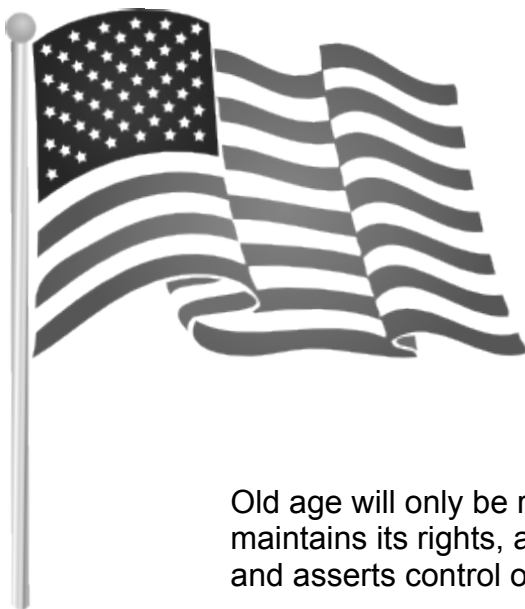 Old age will only be
maintains its rights,
and asserts control